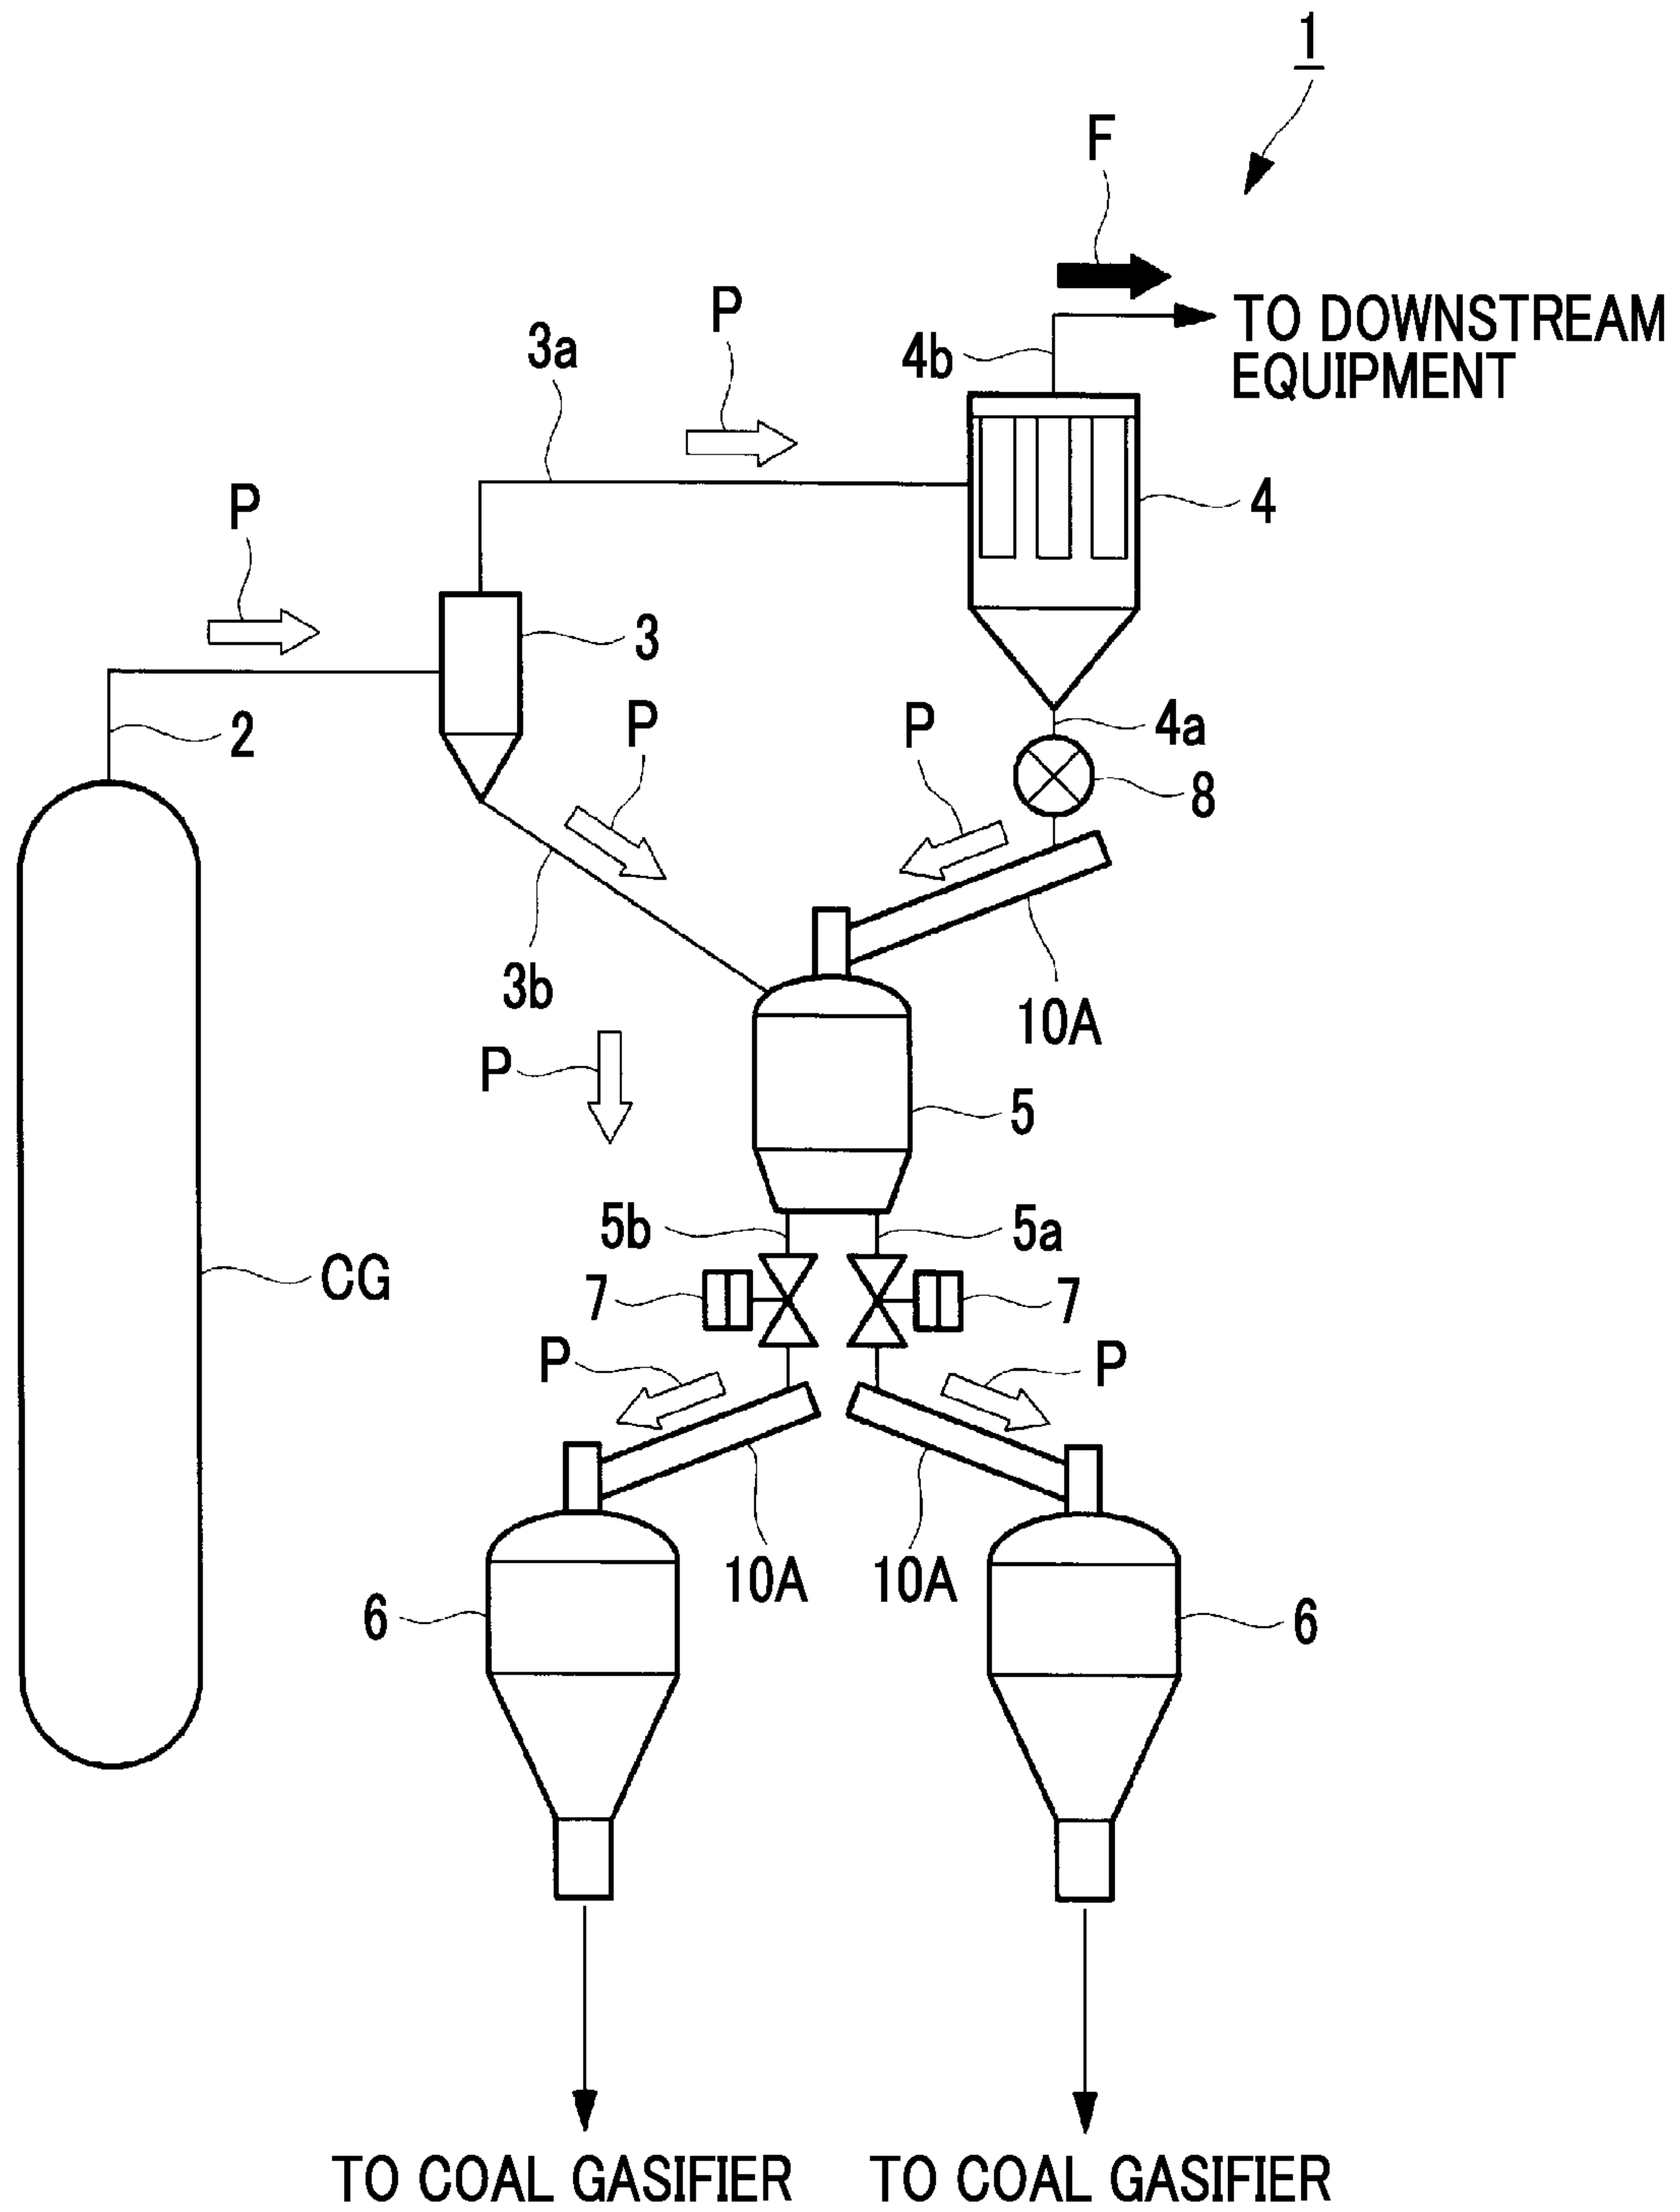 1
F
TO DOWNSTREAM
EQUIPMENT
P
3a
4b
4
P
3
P
P
4a
2
8
3b
10A
P
5
5b
5a
CG
7
7
P
P
10A
10A
6
6
TO COAL GASIFIER
TO COAL GASIFIER